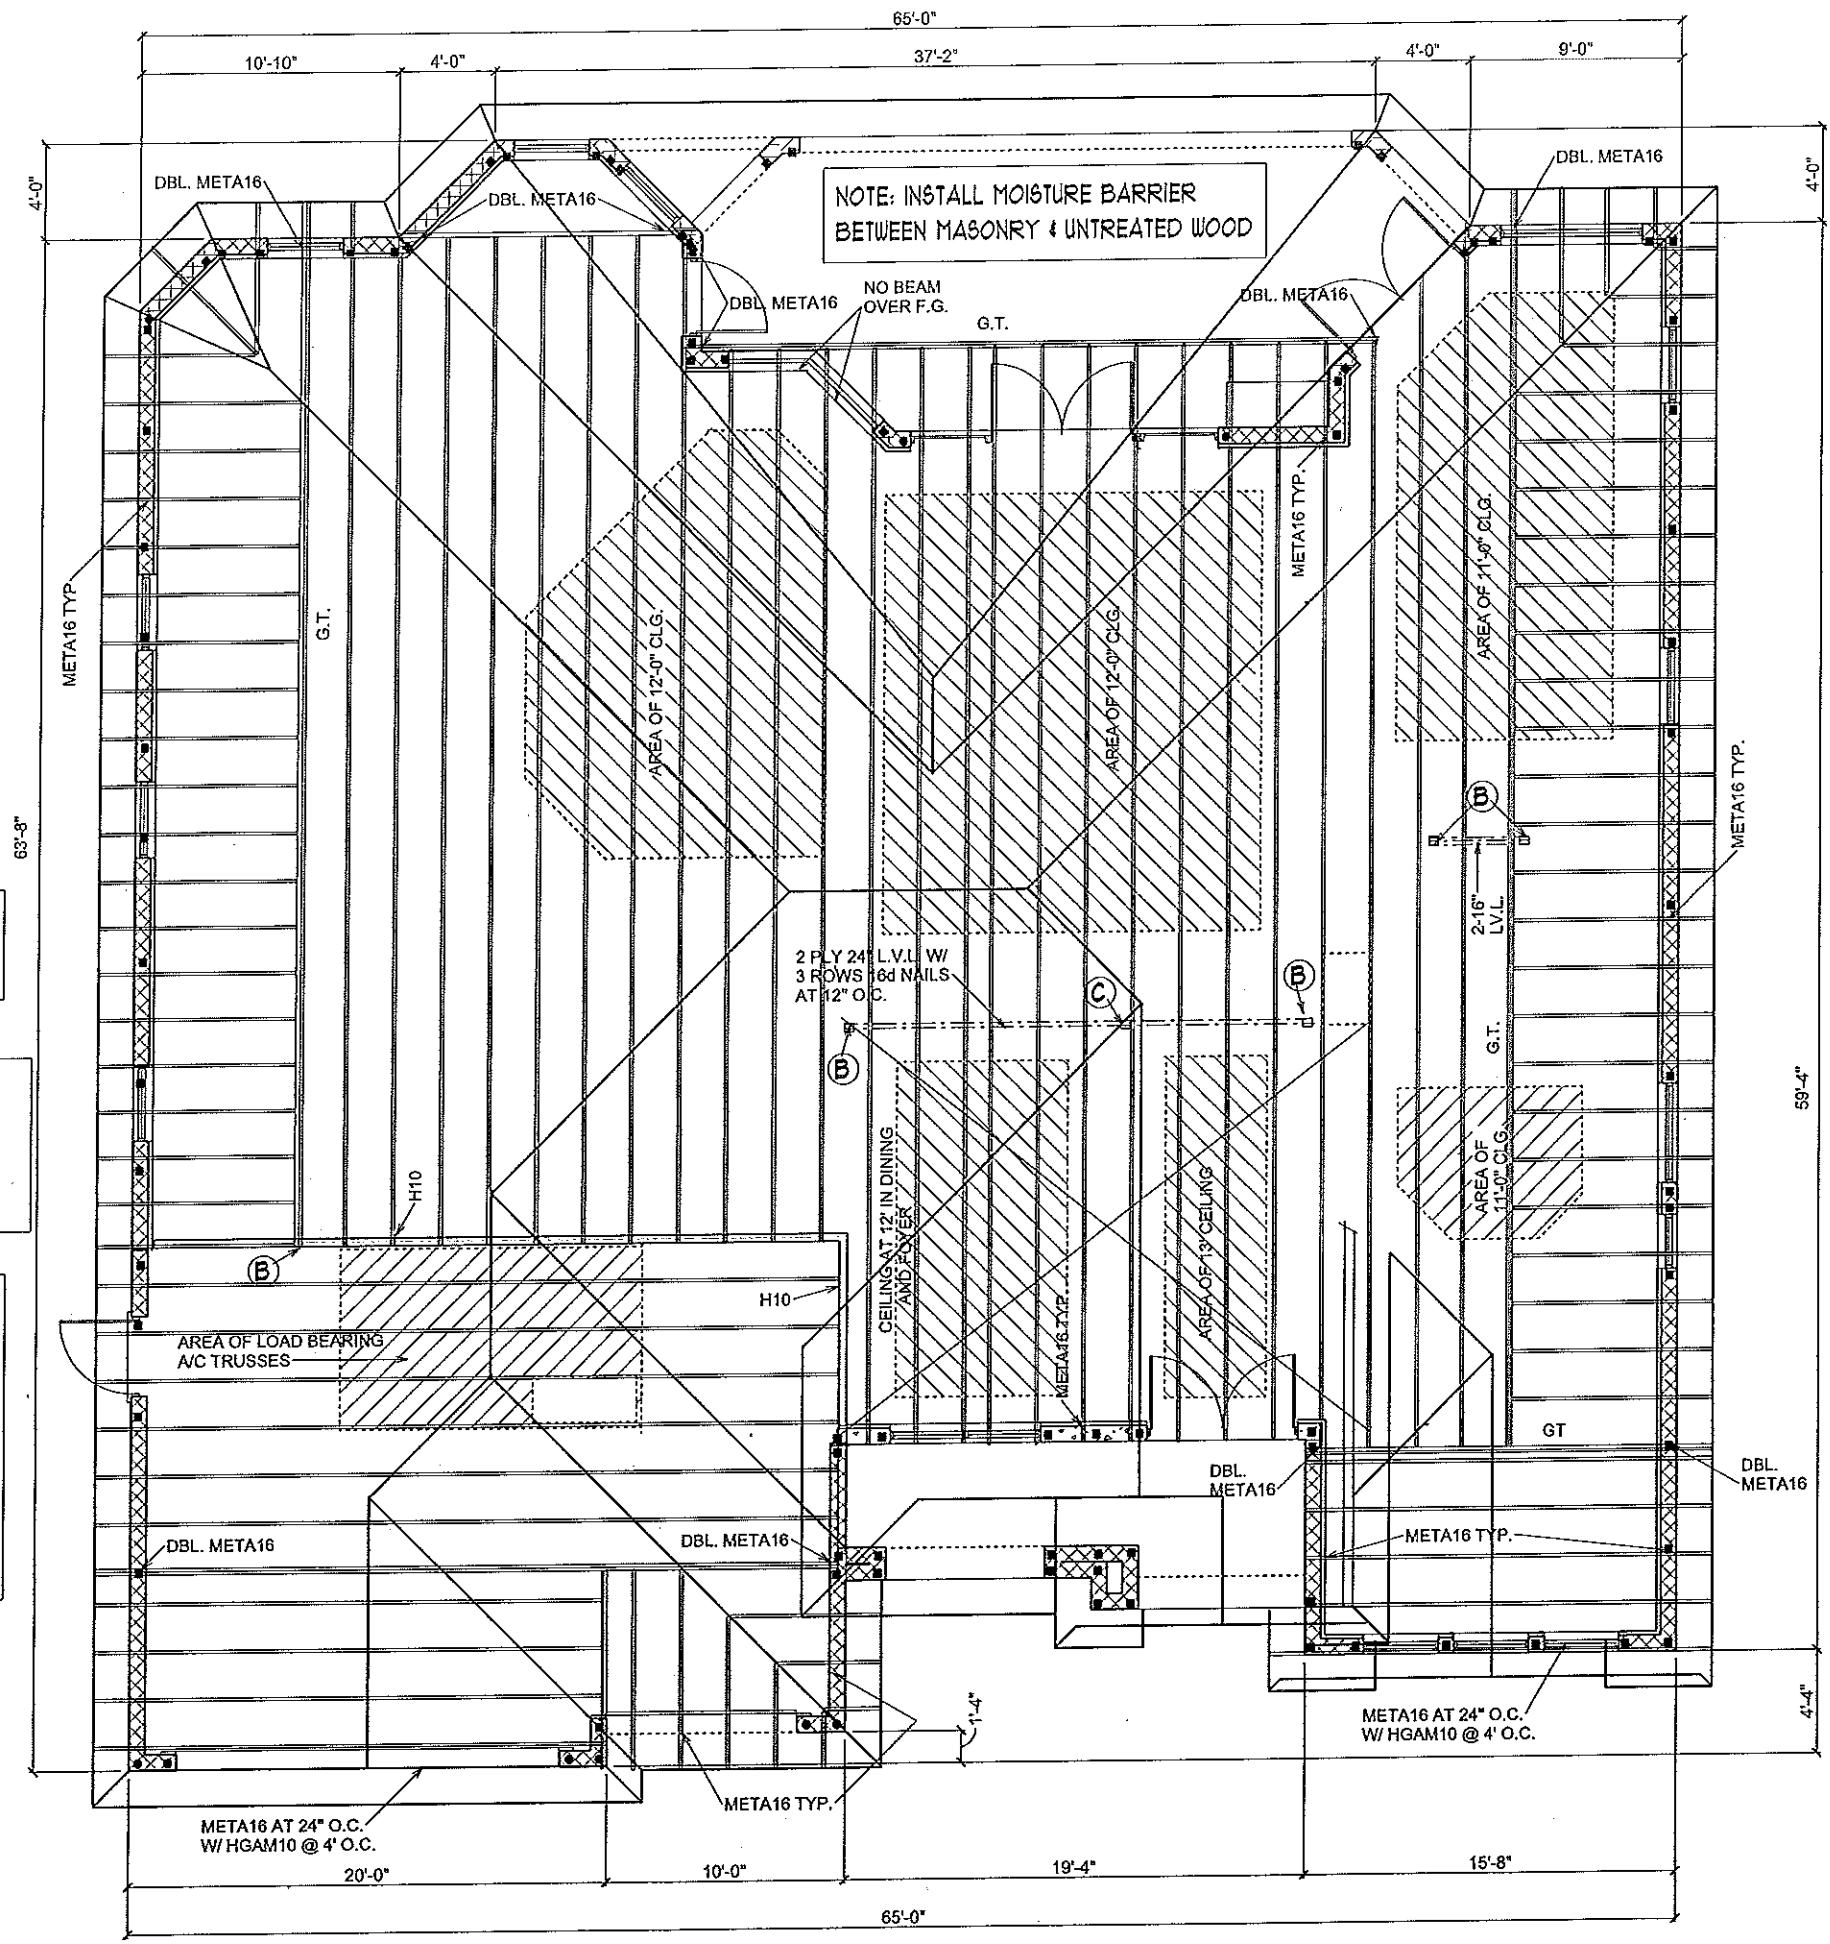 65'-0"
10'-10"
4'-0"
37'-2"
4'-0"
9'-0"
4'-0"
DBL. META16
DBL. META16
NOTE: INSTALL MOISTURE BARRIER
BETWEEN MASONRY & UNTREATED WOOD
DBL. META16
4'-0"
DBL. META16
NO BEAM
OVER F.G.
G.T.
DBL. META16
META16 TYP.
G.T.
AREA OF 12'-0" CLG.
AREA OF 12'-0" CLG.
META16 TYP.
AREA OF 11'-0" CLG.
META16 TYP.
63'-8"
B
2-16"
L.V.L.
2 PLY 24" L.V.L. W/
3 ROWS 16d NAILS
AT 12" O.C.
C
B
B
G.T.
59'-4"
H10
B
H10
CEILING AT 12' IN DINING
AND FOYER
AREA OF 13' CEILING
META16 TYP.
AREA OF
11'-0" CLG.
AREA OF LOAD BEARING
A/C TRUSSES
GT
DBL.
META16
DBL.
META16
DBL. META16
DBL. META16
META16 TYP.
1'-4"
META16 AT 24" O.C.
W/ HGAM10 @ 4' O.C.
4'-4"
META16 TYP.
META16 AT 24" O.C.
W/ HGAM10 @ 4' O.C.
20'-0"
10'-0"
19'-4"
15'-8"
65'-0"